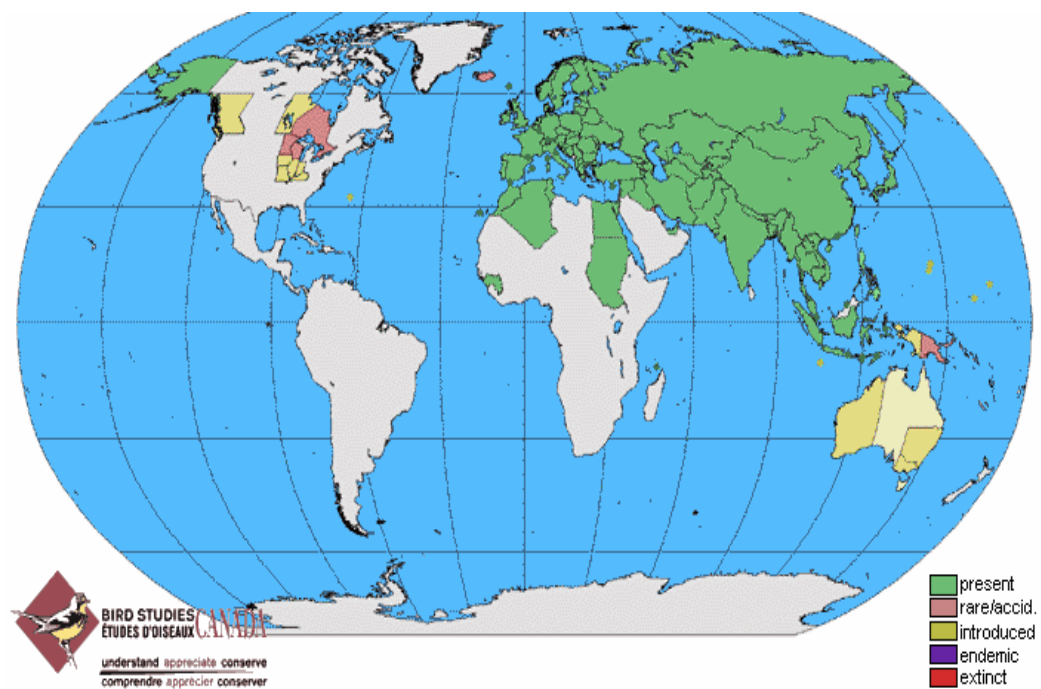 present
rare/accid.
introduced
endemic
extinct
BIRD STUDIES
ÉTUDES D'OISEAUX CANADA
understand appreciate conserve
comprendre apprécier conserver